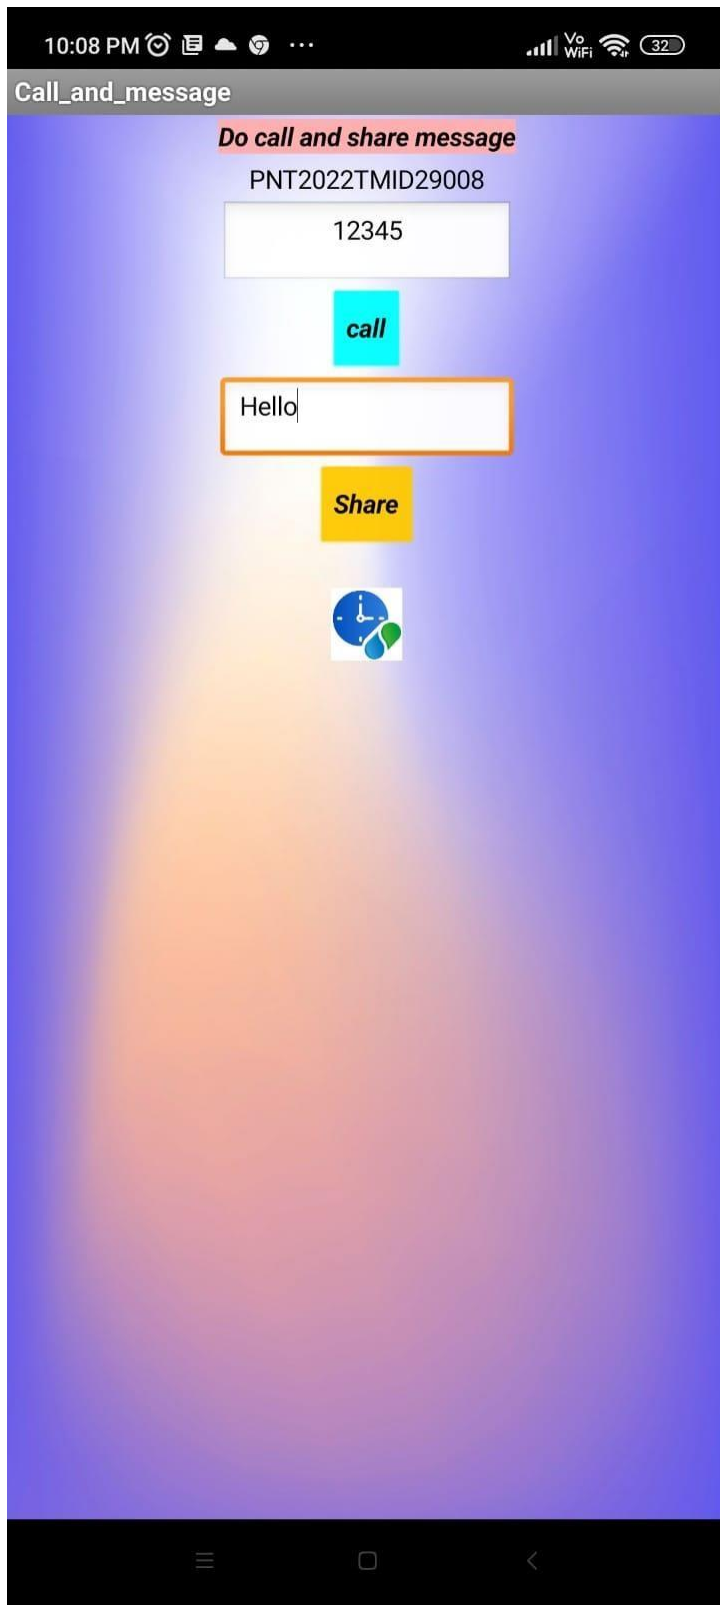 10:08 PM Vo WiFi 32
Call_and_message
Do call and share message
PNT2022TMID29008
12345
call
Hello
Share